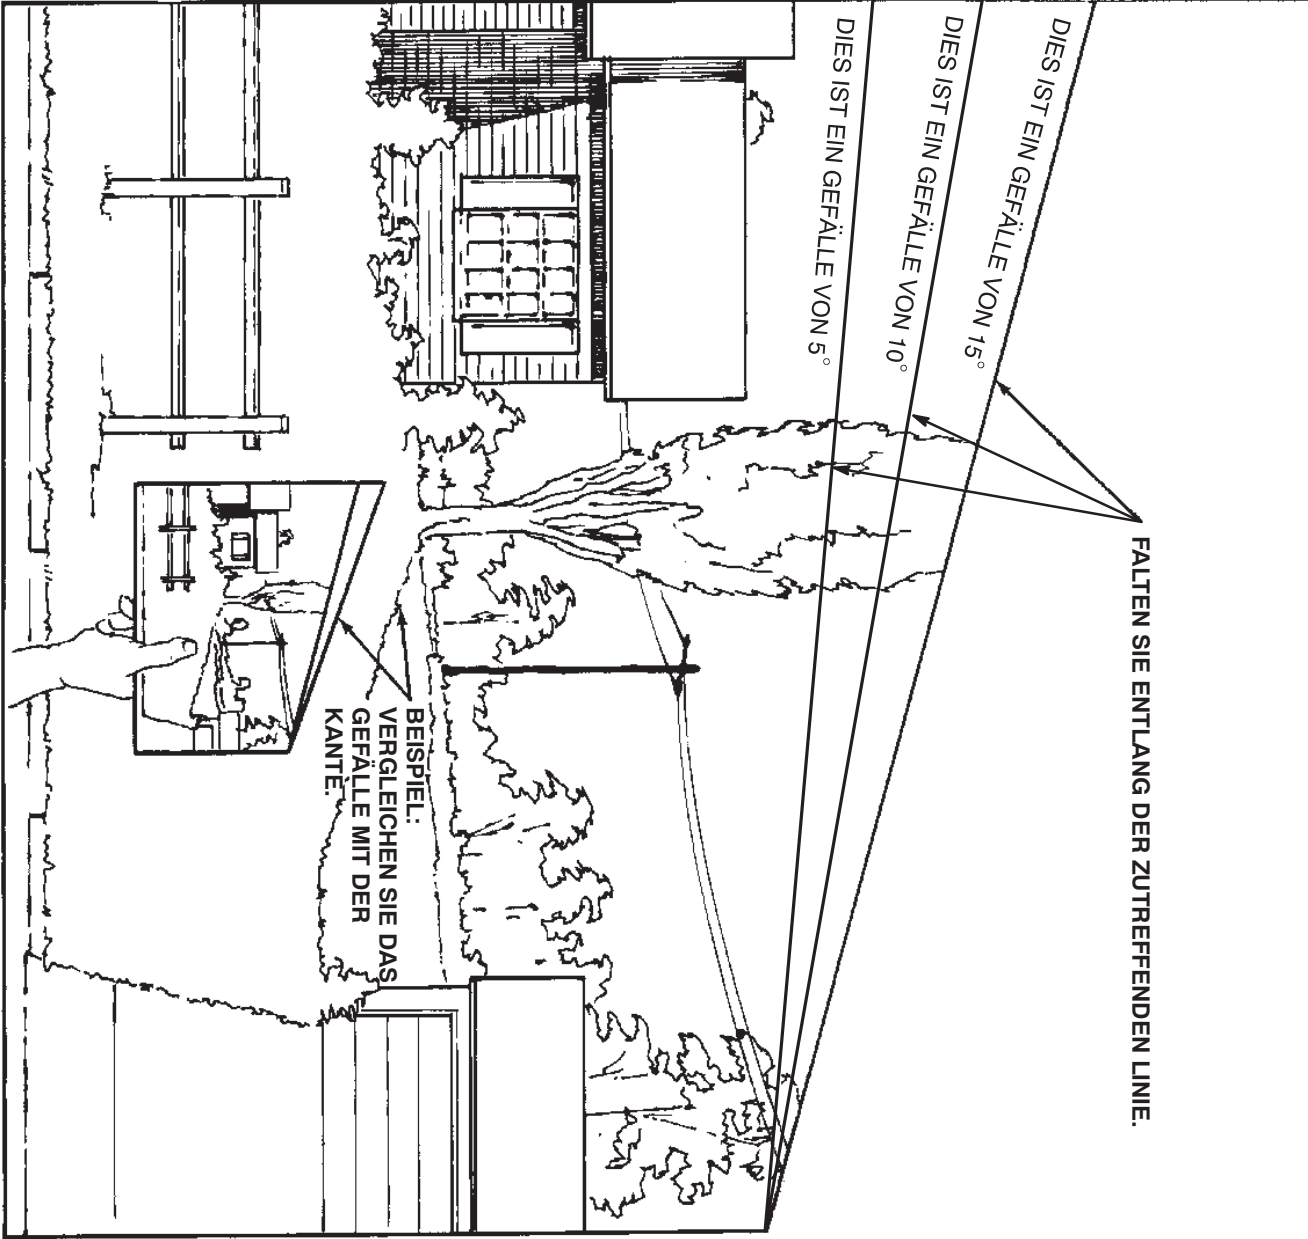 FALTEN SIE ENTLANG DER ZUTREFFENDEN LINIE.
DIES IST EIN GEFÄLLE VON 15°
DIES IST EIN GEFÄLLE VON 10°
DIES IST EIN GEFÄLLE VON 5°
BEISPIEL.:
VERGLEICHEN SIE DAS
GEFÄLLE MIT DER
KANTE.